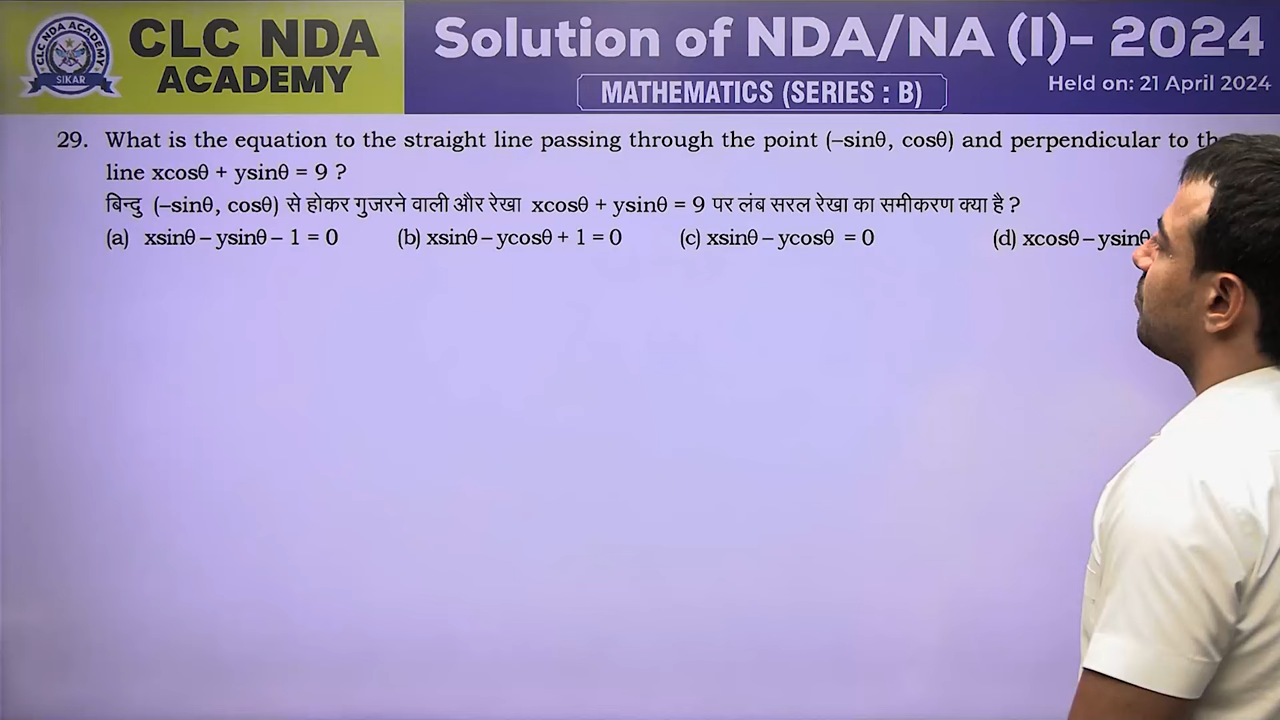 CLC NDA ACADEMY
SIKAR
CLC NDA
ACADEMY
Solution of NDA/NA (I)- 2024
MATHEMATICS (SERIES : B)
Held on: 21 April 2024
29. What is the equation to the straight line passing through the point (–sinθ, cosθ) and perpendicular to
line xcosθ + ysinθ = 9 ?
बिन्दु (–sinθ, cosθ) से होकर गुजरने वाली और रेखा xcosθ + ysinθ = 9 पर लंब सरल रेखा का समीकरण क्या है ?
(a) xsinθ – ysinθ – 1 = 0 (b) xsinθ – ycosθ + 1 = 0 (c) xsinθ – ycosθ = 0 (d) xcosθ – ysinθ